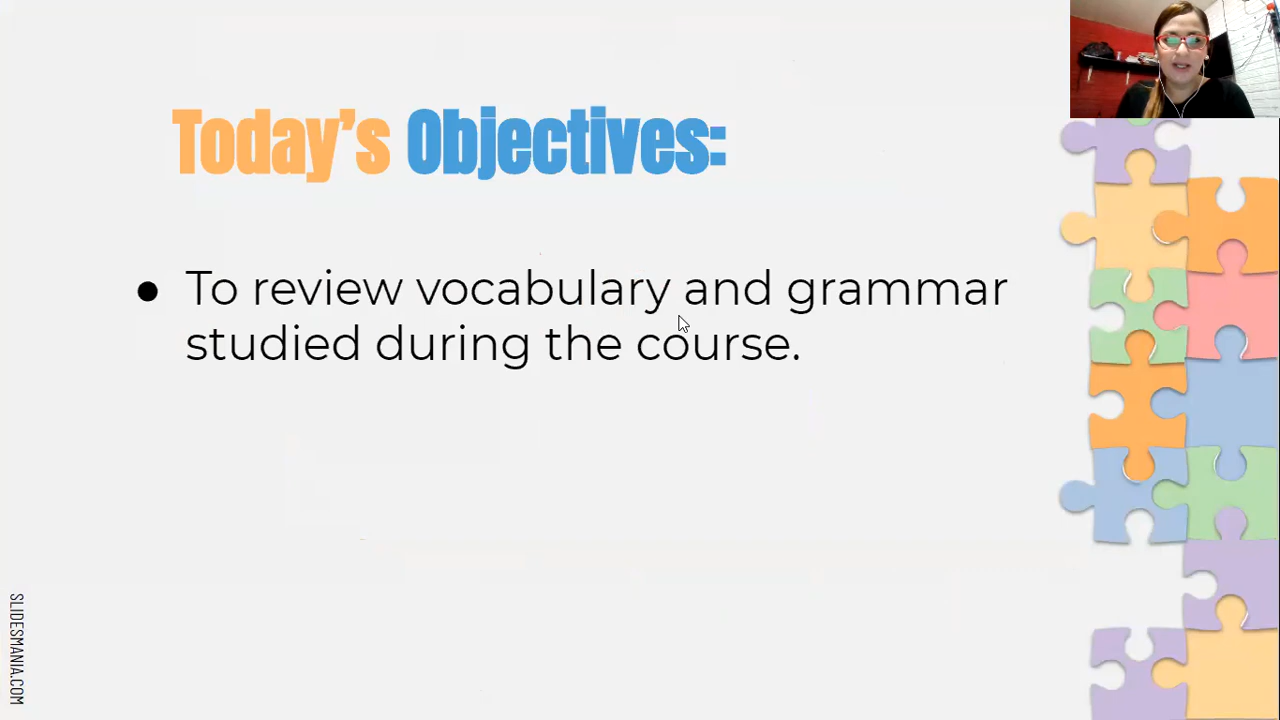 Today's Objectives:
● To review vocabulary and grammar
studied during the course.
SLIDESMANIA.COM